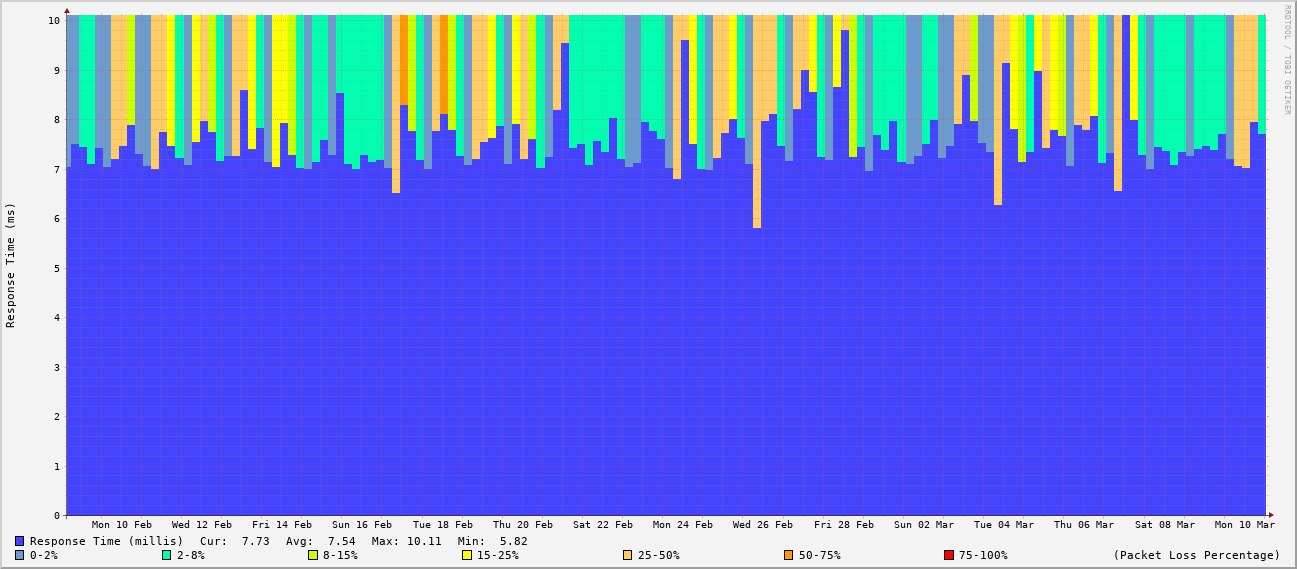 RRDTOOL / TOBI OETIKER
Response Time (ms)
10
9
8
7
6
5
4
3
2
1
0
Mon 10 Feb Wed 12 Feb Fri 14 Feb Sun 16 Feb Tue 18 Feb Thu 20 Feb Sat 22 Feb Mon 24 Feb Wed 26 Feb Fri 28 Feb Sun 02 Mar Tue 04 Mar Thu 06 Mar Sat 08 Mar Mon 10 Mar
Response Time (millis) Cur: 7.73 Avg: 7.54 Max: 10.11 Min: 5.82
0-2% 2-8% 8-15% 15-25% 25-50% 50-75% 75-100% (Packet Loss Percentage)